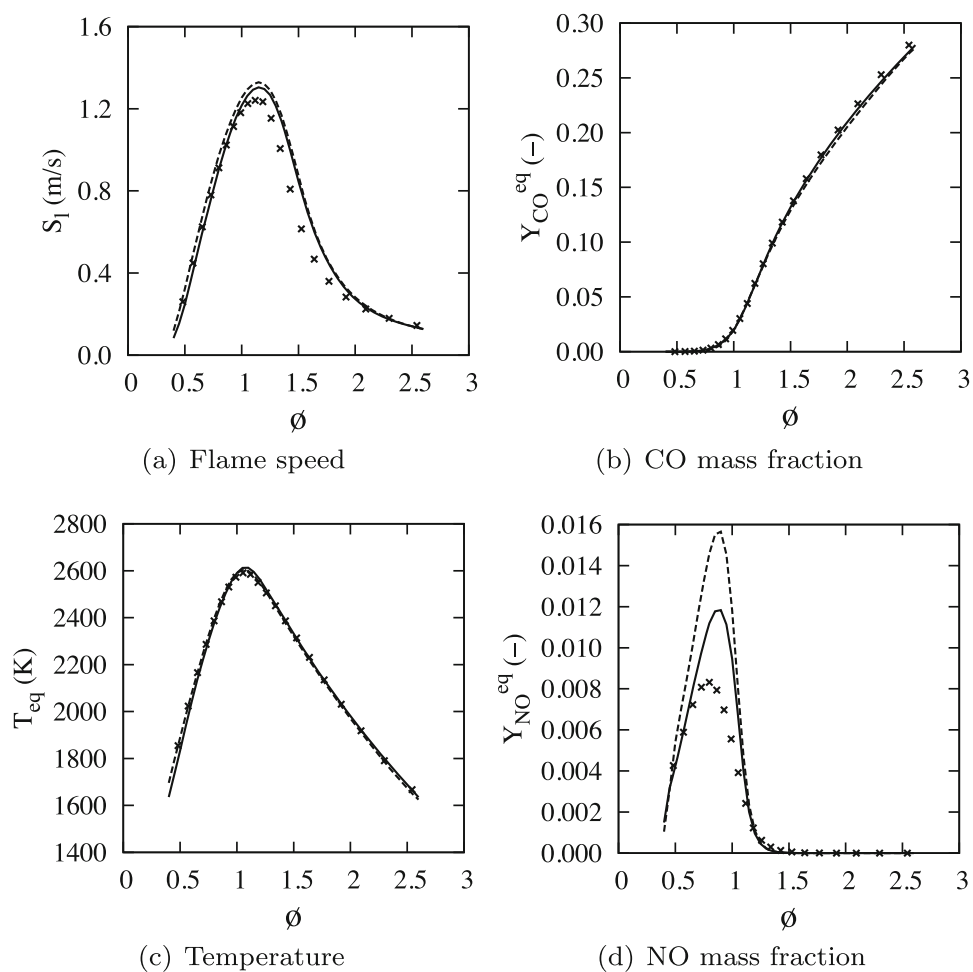 1.6
1.2
0.8
0.4
0.0
S_l (m/s)
0 0.5 1 1.5 2 2.5 3
ø
(a) Flame speed
0.30
0.25
0.20
0.15
0.10
0.05
0.00
Y_CO^eq (−)
0 0.5 1 1.5 2 2.5 3
ø
(b) CO mass fraction
2800
2600
2400
2200
2000
1800
1600
1400
T_eq (K)
0 0.5 1 1.5 2 2.5 3
ø
(c) Temperature
0.016
0.014
0.012
0.010
0.008
0.006
0.004
0.002
0.000
Y_NO^eq (−)
0 0.5 1 1.5 2 2.5 3
ø
(d) NO mass fraction